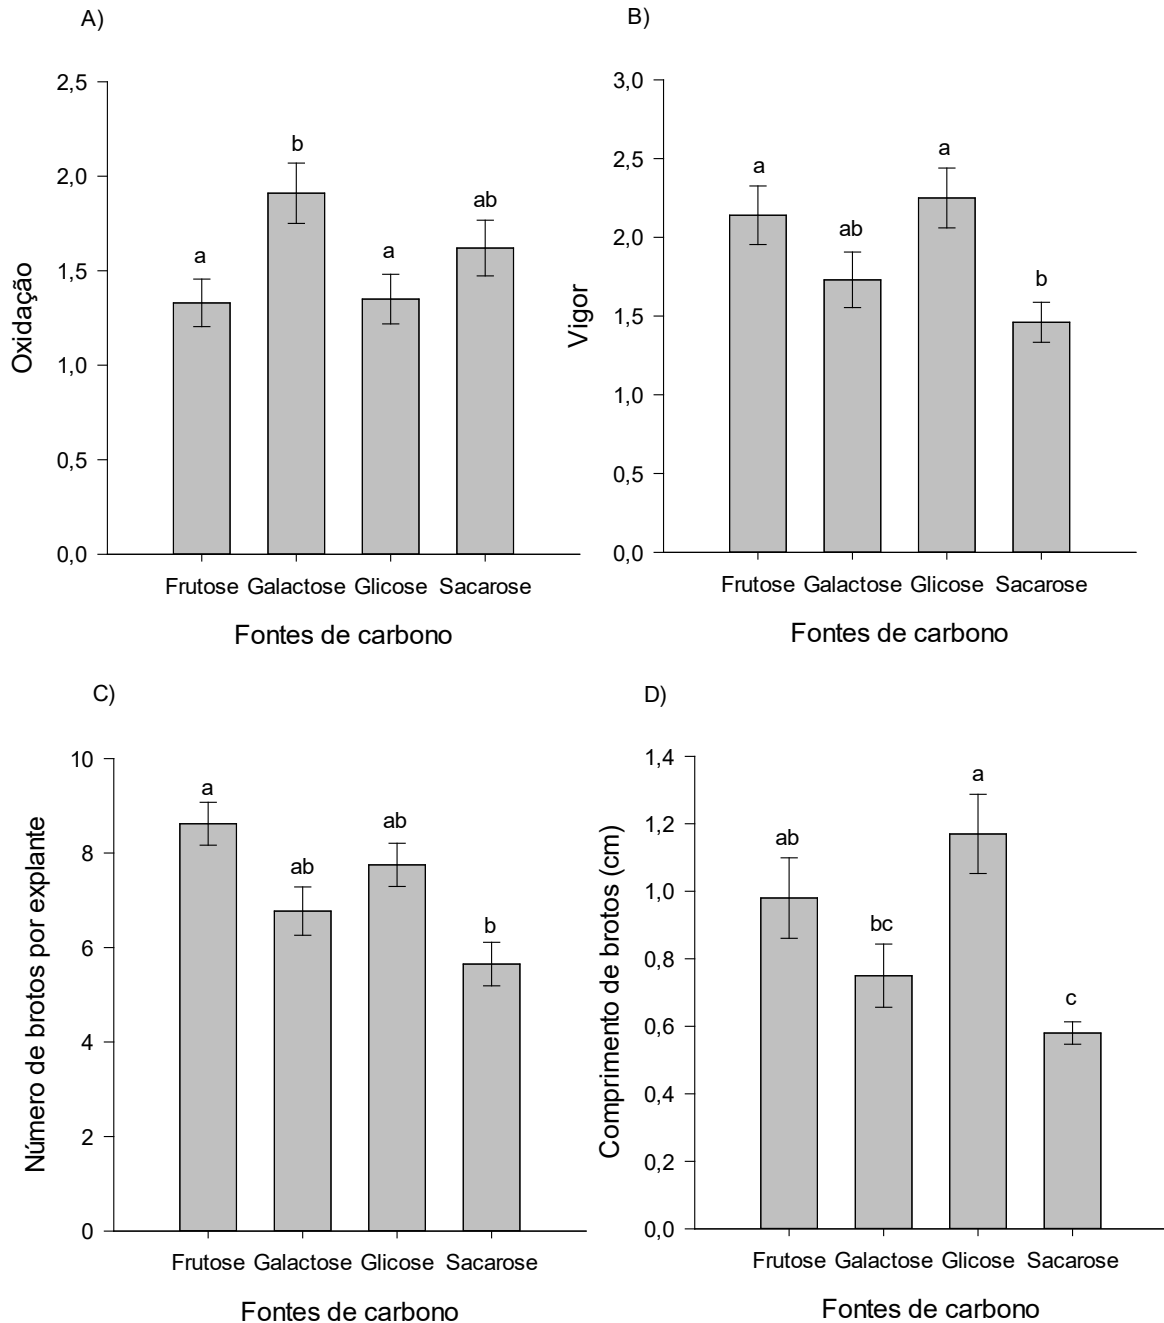 A)
2,5
2,0
1,5
1,0
0,5
0,0
Oxidação
a
b
a
ab
Frutose Galactose Glicose Sacarose
Fontes de carbono
B)
3,0
2,5
2,0
1,5
1,0
0,5
0,0
Vigor
a
ab
a
b
Frutose Galactose Glicose Sacarose
Fontes de carbono
C)
10
8
6
4
2
0
Número de brotos por explante
a
ab
ab
b
Frutose Galactose Glicose Sacarose
Fontes de carbono
D)
1,4
1,2
1,0
0,8
0,6
0,4
0,2
0,0
Comprimento de brotos (cm)
ab
bc
a
c
Frutose Galactose Glicose Sacarose
Fontes de carbono